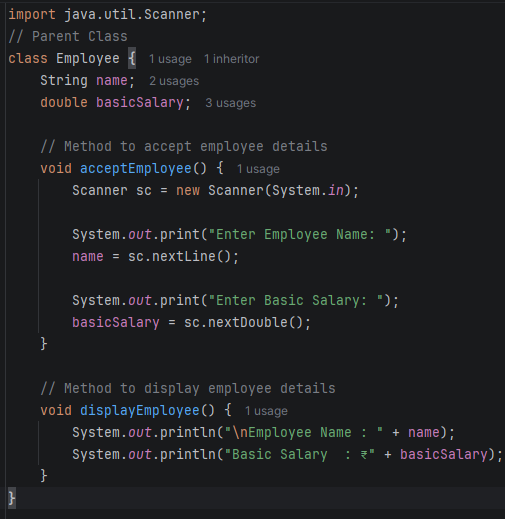 import java.util.Scanner;
// Parent Class
class Employee { 1 usage 1 inheritor
    String name; 2 usages
    double basicSalary; 3 usages

    // Method to accept employee details
    void acceptEmployee() { 1 usage
        Scanner sc = new Scanner(System.in);

        System.out.print("Enter Employee Name: ");
        name = sc.nextLine();

        System.out.print("Enter Basic Salary: ");
        basicSalary = sc.nextDouble();
    }

    // Method to display employee details
    void displayEmployee() { 1 usage
        System.out.println("\nEmployee Name : " + name);
        System.out.println("Basic Salary  : ₹" + basicSalary);
    }
}